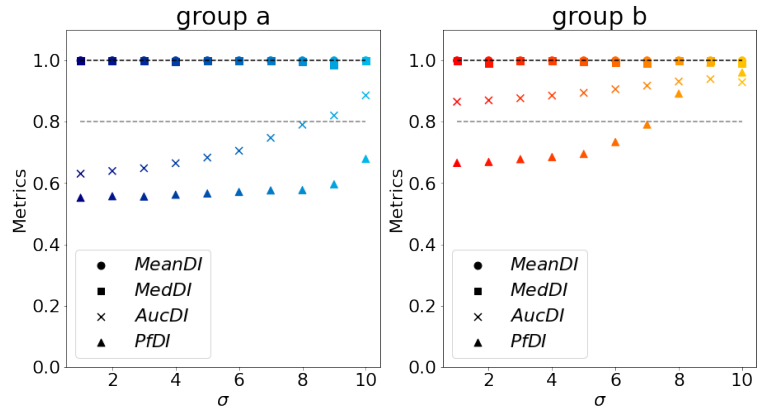 group a
Metrics
1.0
0.8
0.6
0.4
0.2
0.0
MeanDI
MedDI
AucDI
PfDI
2 4 6 8 10
σ
group b
Metrics
1.0
0.8
0.6
0.4
0.2
0.0
MeanDI
MedDI
AucDI
PfDI
2 4 6 8 10
σ